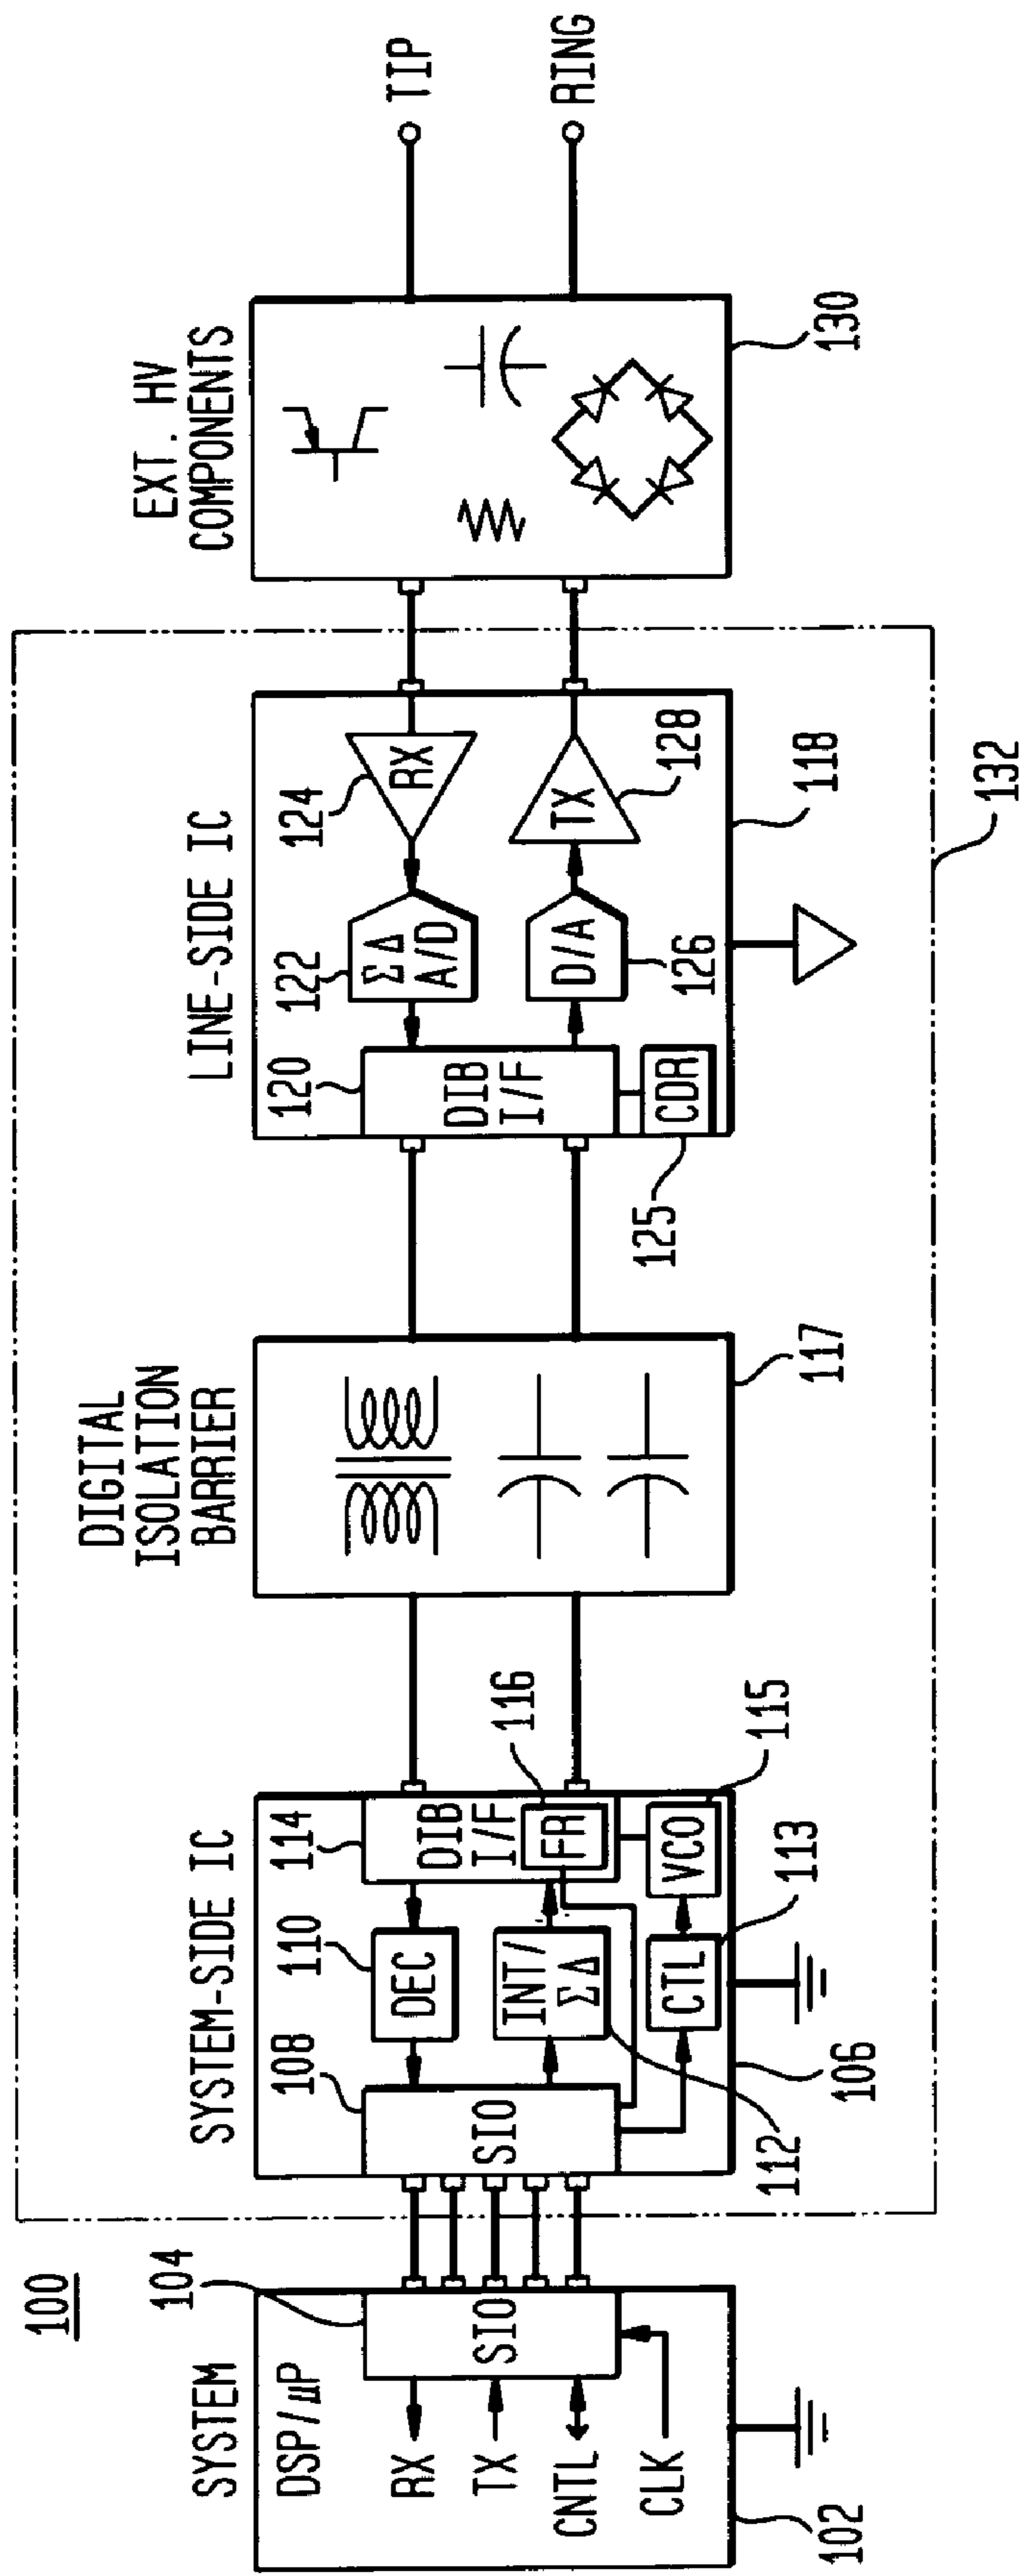 100
SYSTEM
DSP/μP
104
SIO
RX
TX
CNTL
CLK
102
SYSTEM-SIDE IC
108
SIO
110
DEC
INT/
ΣΔ
112
114
DIB
I/F
FR
116
CTL
113
VCO
115
106
DIGITAL
ISOLATION
BARRIER
117
LINE-SIDE IC
120
DIB
I/F
CDR
125
122
ΣΔ
A/D
124
RX
D/A
126
TX
128
118
132
EXT. HV
COMPONENTS
130
TIP
RING